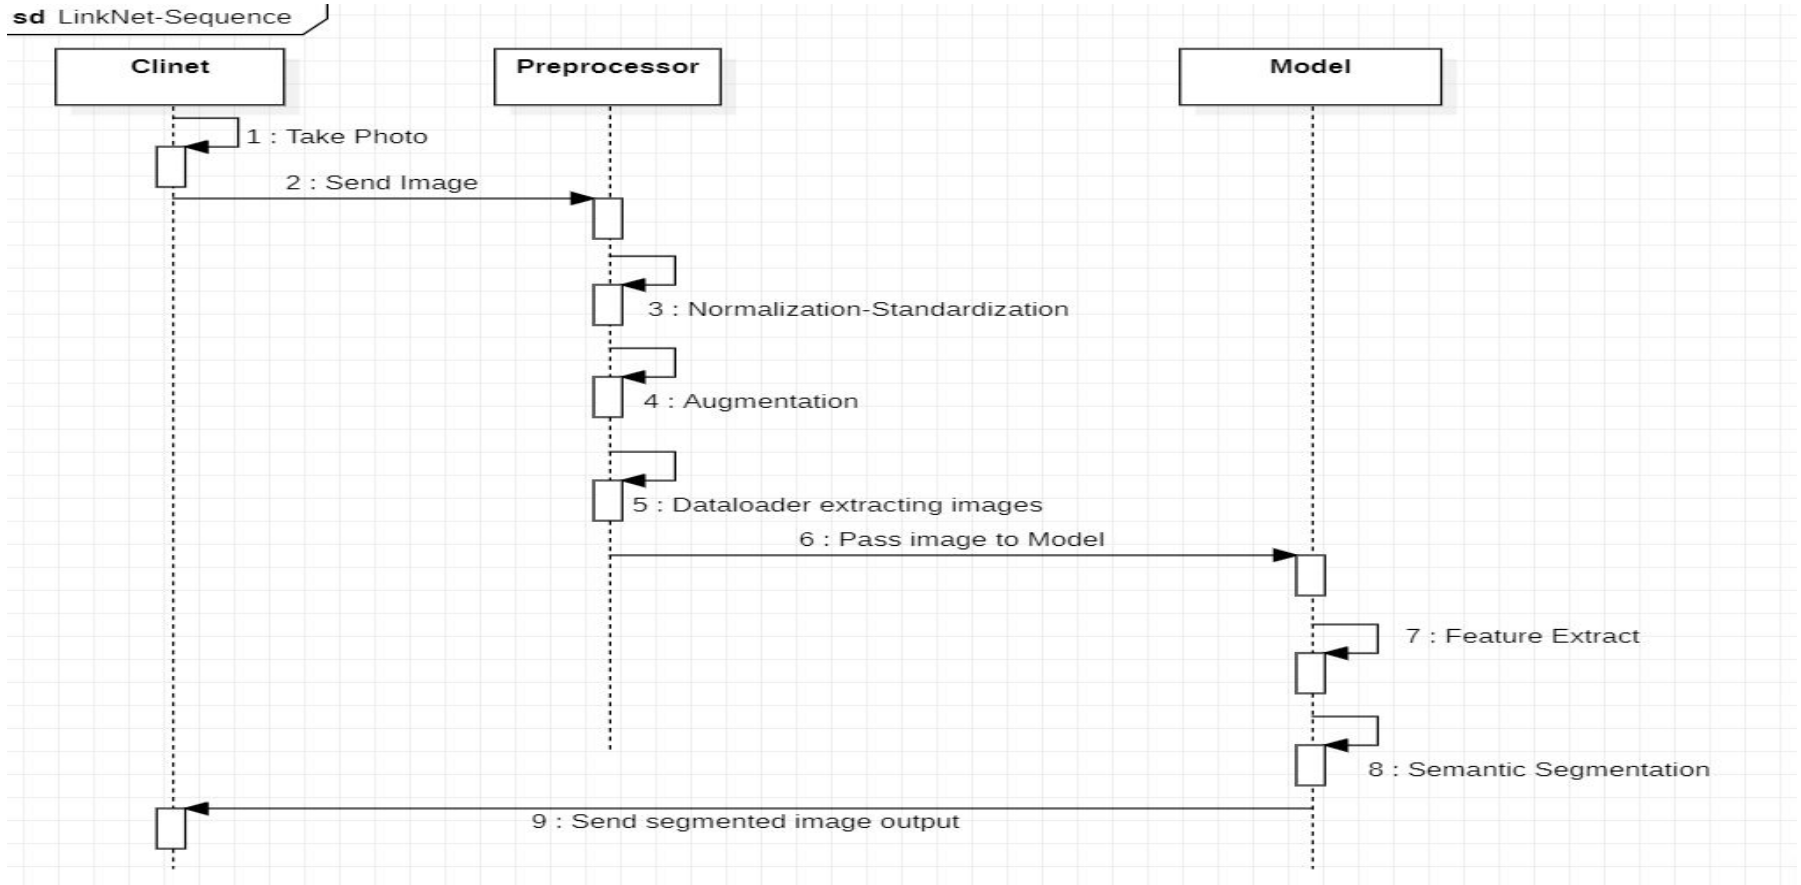 sd LinkNet-Sequence
Clinet
Preprocessor
Model
1 : Take Photo
2 : Send Image
3 : Normalization-Standardization
4 : Augmentation
5 : Dataloader extracting images
6 : Pass image to Model
7 : Feature Extract
8 : Semantic Segmentation
9 : Send segmented image output